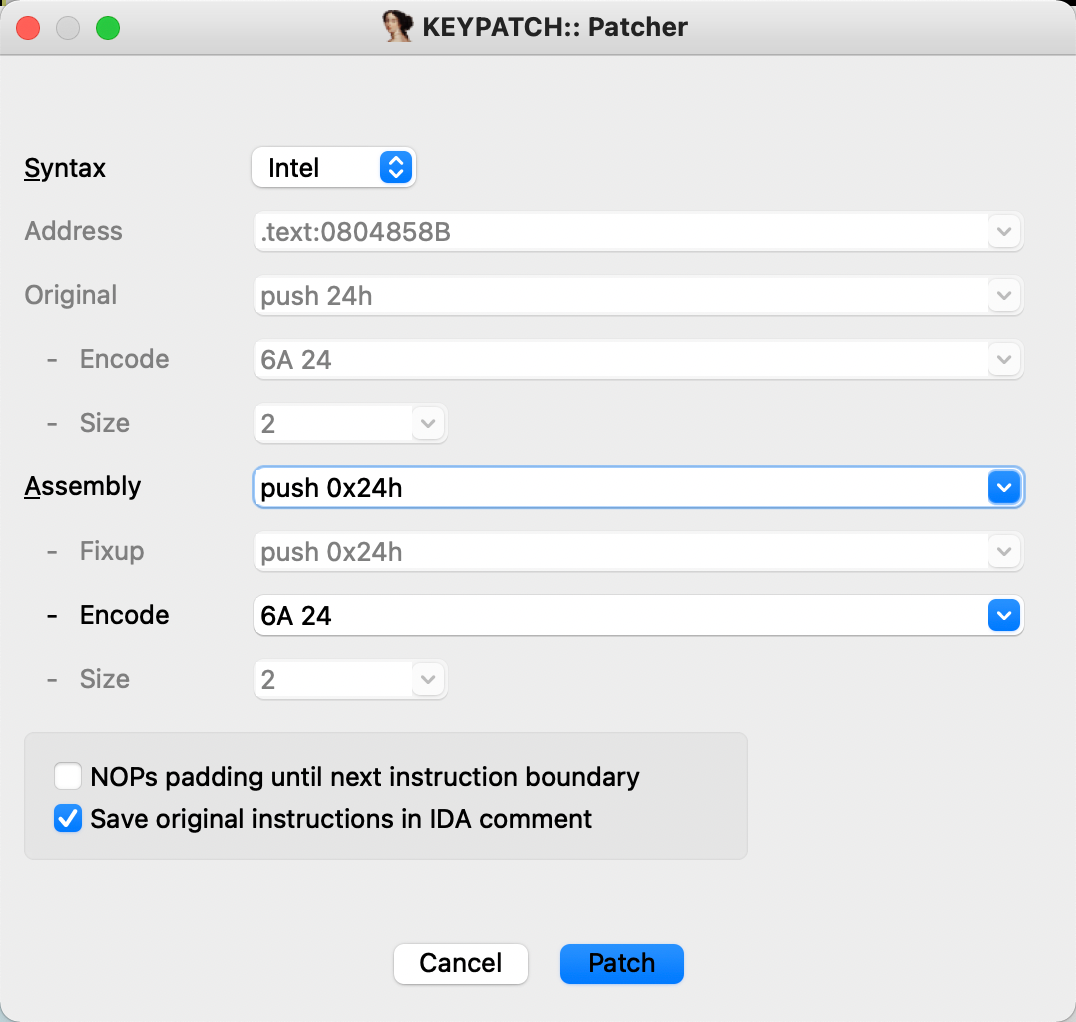 KEYPATCH:: Patcher
Syntax Intel
Address .text:0804858B
Original push 24h
- Encode 6A 24
- Size 2
Assembly push 0x24h
- Fixup push 0x24h
- Encode 6A 24
- Size 2
NOPs padding until next instruction boundary
Save original instructions in IDA comment
Cancel Patch